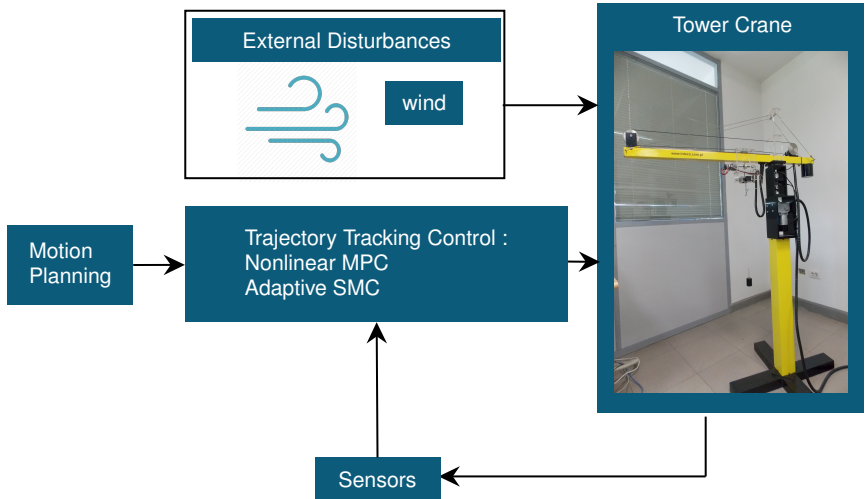 External Disturbances
wind
Tower Crane
Motion
Planning
Trajectory Tracking Control :
Nonlinear MPC
Adaptive SMC
Sensors